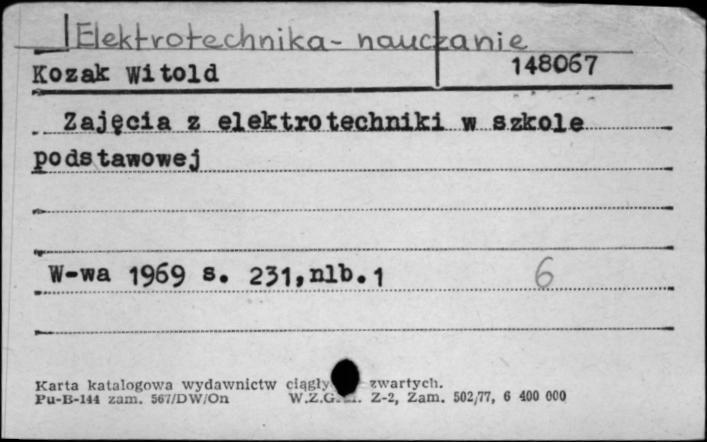 Elektrotechnika - nauczanie
Kozak Witold 148067
Zajęcia z elektrotechniki w szkole
podstawowej
W-wa 1969 s. 231,nlb.1 6
Karta katalogowa wydawnictw zwartych.
Pu-B-144 zam. 567/DW/On Z-2, Zam. 502/77, 6 400 000